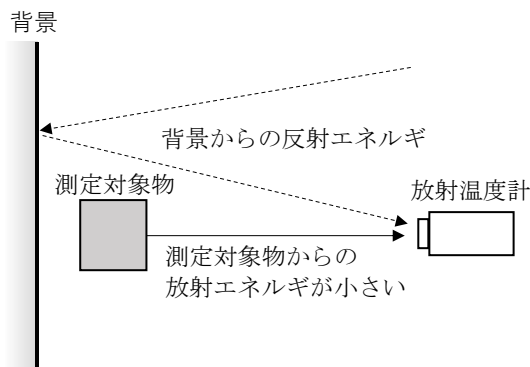 背景
背景からの反射エネルギ
測定対象物
放射温度計
測定対象物からの
放射エネルギが小さい